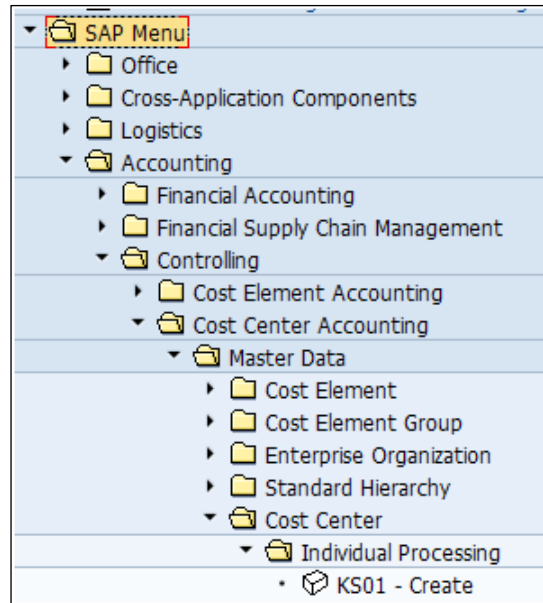 SAP Menu
Office
Cross-Application Components
Logistics
Accounting
Financial Accounting
Financial Supply Chain Management
Controlling
Cost Element Accounting
Cost Center Accounting
Master Data
Cost Element
Cost Element Group
Enterprise Organization
Standard Hierarchy
Cost Center
Individual Processing
KS01 - Create